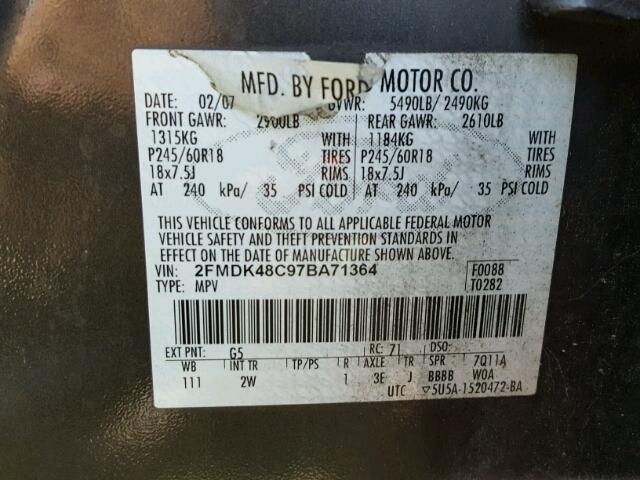 MFD. BY FORD MOTOR CO.
DATE: 02/07 GVWR: 5490LB/ 2490KG
FRONT GAWR: 2900LB REAR GAWR: 2610LB
1315KG WITH 1184KG WITH
P245/60R18 TIRES P245/60R18 TIRES
18x7.5J RIMS 18x7.5J RIMS
AT 240 kPa/ 35 PSI COLD AT 240 kPa/ 35 PSI COLD
THIS VEHICLE CONFORMS TO ALL APPLICABLE FEDERAL MOTOR
VEHICLE SAFETY AND THEFT PREVENTION STANDARDS IN
EFFECT ON THE DATE OF MANUFACTURE SHOWN ABOVE.
VIN: 2FMDK48C97BA71364 F0088
TYPE: MPV T0282
EXT PNT: G5 RC: 71 DSO:
WB INT TR TP/PS R AXLE TR SPR 7Q11A
111 2W 1 3E J BBBB WOA
UTC ▽5U5A-1520472-BA